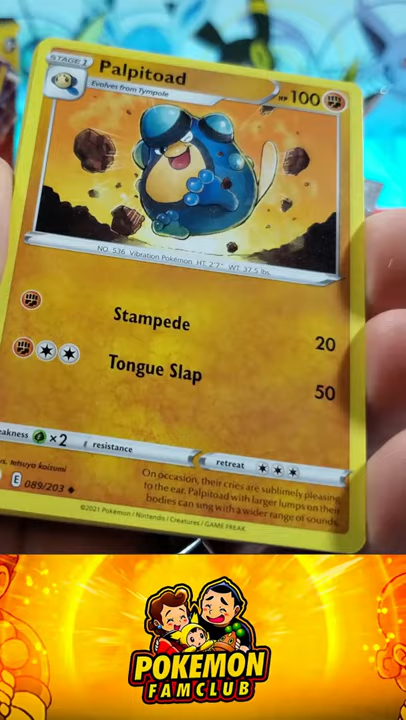 STAGE 1
Palpitoad
HP 100
Evolves from Tympole
NO. 536 Vibration Pokémon HT: 2'7" WT: 37.5 lbs.
Stampede 20
Tongue Slap 50
eakness ×2 resistance retreat
us. Tetsuya Koizumi
E 089/203
On occasion, their cries are sublimely pleasing
to the ear. Palpitoad with larger lumps on their
bodies can sing with a wider range of sounds.
©2021 Pokémon / Nintendo / Creatures / GAME FREAK
POKEMON
FAMCLUB